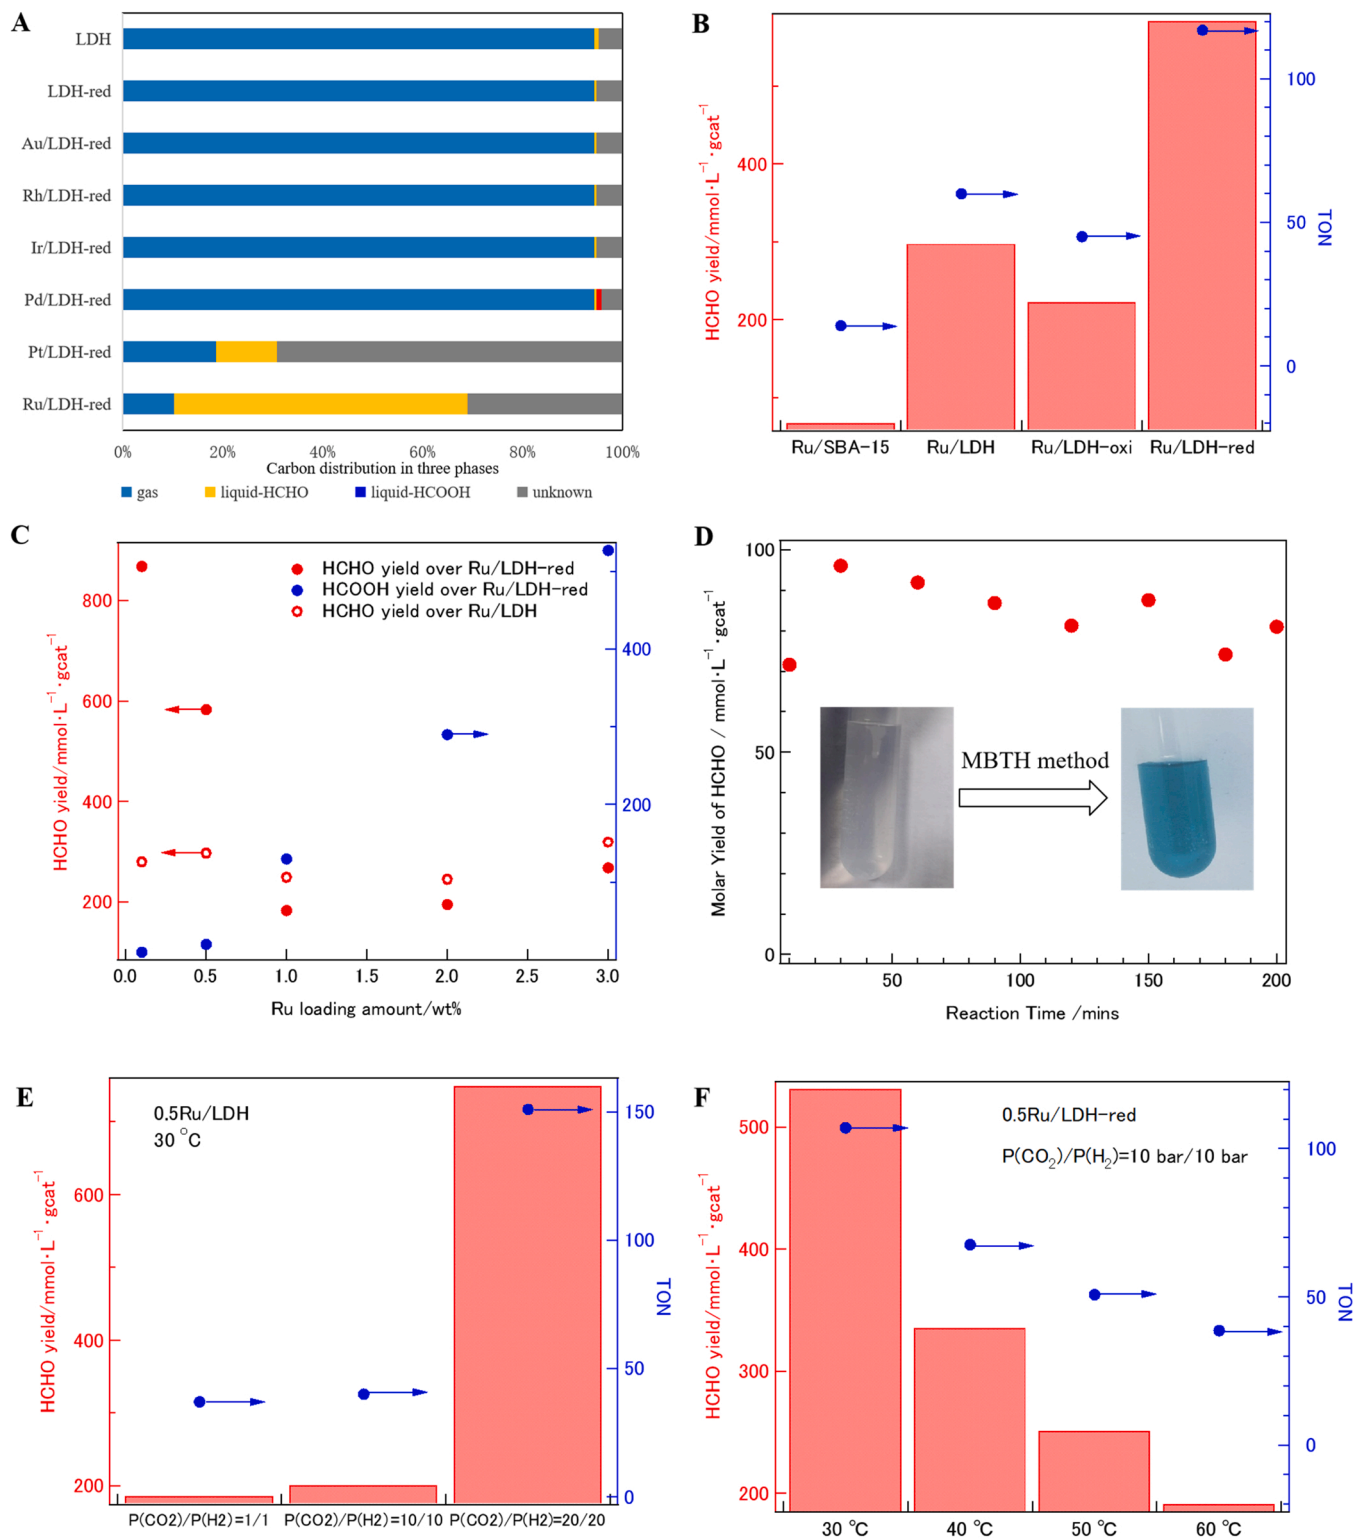 A
LDH
LDH-red
Au/LDH-red
Rh/LDH-red
Ir/LDH-red
Pd/LDH-red
Pt/LDH-red
Ru/LDH-red
0% 20% 40% 60% 80% 100%
Carbon distribution in three phases
gas liquid-HCHO liquid-HCOOH unknown
B
HCHO yield/mmol·L⁻¹·gcat⁻¹
400
200
100
50
0
TON
Ru/SBA-15 Ru/LDH Ru/LDH-oxi Ru/LDH-red
C
HCHO yield over Ru/LDH-red
HCOOH yield over Ru/LDH-red
HCHO yield over Ru/LDH
HCHO yield/mmol·L⁻¹·gcat⁻¹
800
600
400
200
400
200
0.0 0.5 1.0 1.5 2.0 2.5 3.0
Ru loading amount/wt%
D
Molar Yield of HCHO / mmol·L⁻¹·gcat⁻¹
100
50
0
MBTH method
50 100 150 200
Reaction Time /mins
E
0.5Ru/LDH
30 °C
HCHO yield/mmol·L⁻¹·gcat⁻¹
600
400
200
150
100
50
0
TON
P(CO2)/P(H2)=1/1 P(CO2)/P(H2)=10/10 P(CO2)/P(H2)=20/20
F
0.5Ru/LDH-red
P(CO₂)/P(H₂)=10 bar/10 bar
HCHO yield/mmol·L⁻¹·gcat⁻¹
500
400
300
200
100
50
0
TON
30 °C 40 °C 50 °C 60 °C